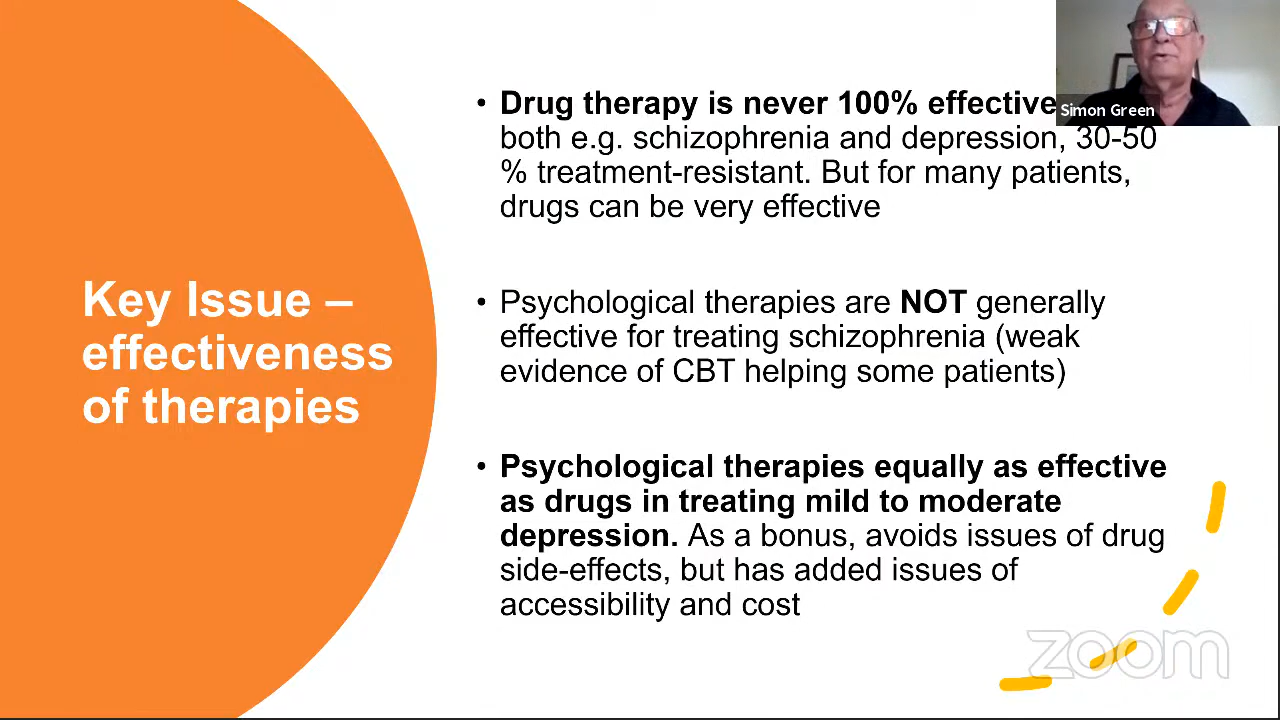 Key Issue –
effectiveness
of therapies
• Drug therapy is never 100% effective
both e.g. schizophrenia and depression, 30-50
% treatment-resistant. But for many patients,
drugs can be very effective
• Psychological therapies are NOT generally
effective for treating schizophrenia (weak
evidence of CBT helping some patients)
• Psychological therapies equally as effective
as drugs in treating mild to moderate
depression. As a bonus, avoids issues of drug
side-effects, but has added issues of
accessibility and cost
Simon Green
zoom